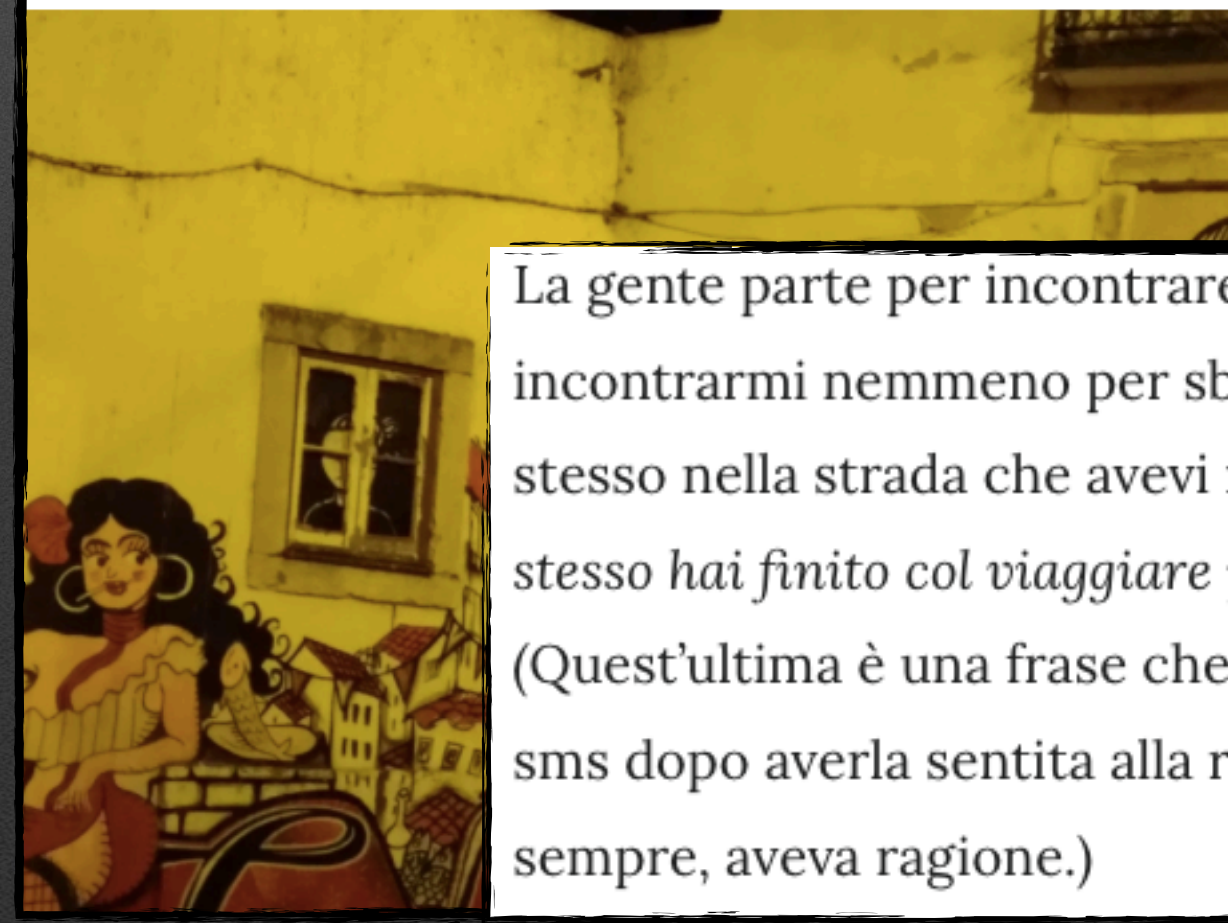 La gente parte per incontrare
incontrarmi nemmeno per
stesso nella strada che avevi
stesso hai finito col viaggiare
(Quest’ultima è una frase che
sms dopo averla sentita alla
sempre, aveva ragione.)